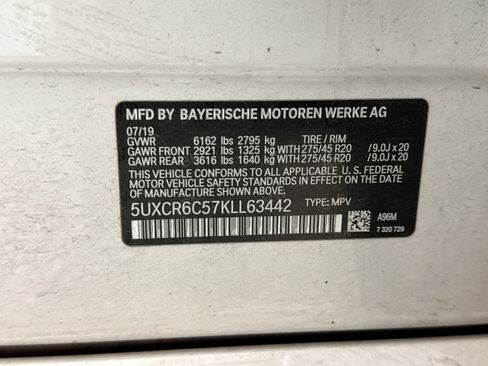 MFD BY BAYERISCHE MOTOREN WERKE AG
07/19
GVWR 6162 lbs 2795 kg TIRE / RIM
GAWR FRONT 2921 lbs 1325 kg WITH 275/45 R20 /9.0J x 20
GAWR REAR 3616 lbs 1640 kg WITH 275/45 R20 /9.0J x 20
THIS VEHICLE CONFORMS TO ALL APPLICABLE U. S. FEDERAL
MOTOR VEHICLE SAFETY STANDARDS IN EFFECT ON THE DATE
OF MANUFACTURE SHOWN ABOVE.
5UXCR6C57KLL63442 TYPE: MPV
A96M
7 320 729